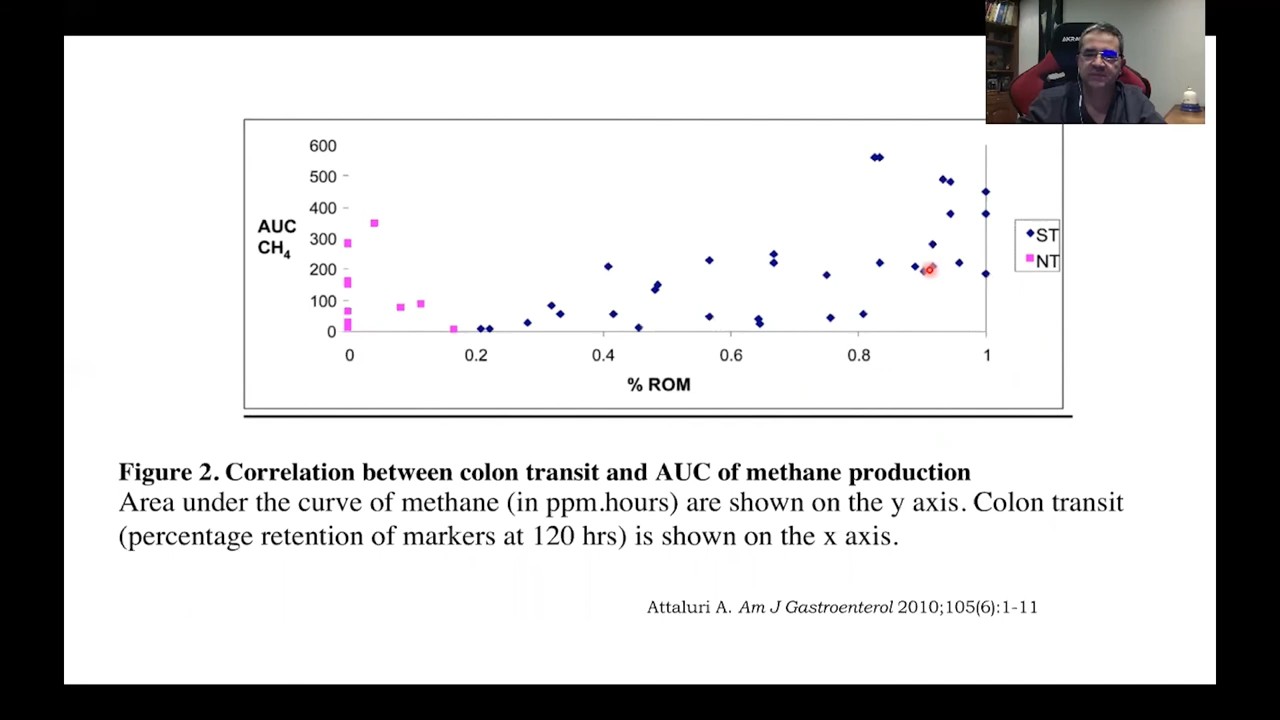 AKRACING
600
500
400
300
200
100
0
AUC
CH₄
0
0.2
0.4
0.6
0.8
1
% ROM
ST
NT
Figure 2. Correlation between colon transit and AUC of methane production
Area under the curve of methane (in ppm.hours) are shown on the y axis. Colon transit
(percentage retention of markers at 120 hrs) is shown on the x axis.
Attaluri A. Am J Gastroenterol 2010;105(6):1-11